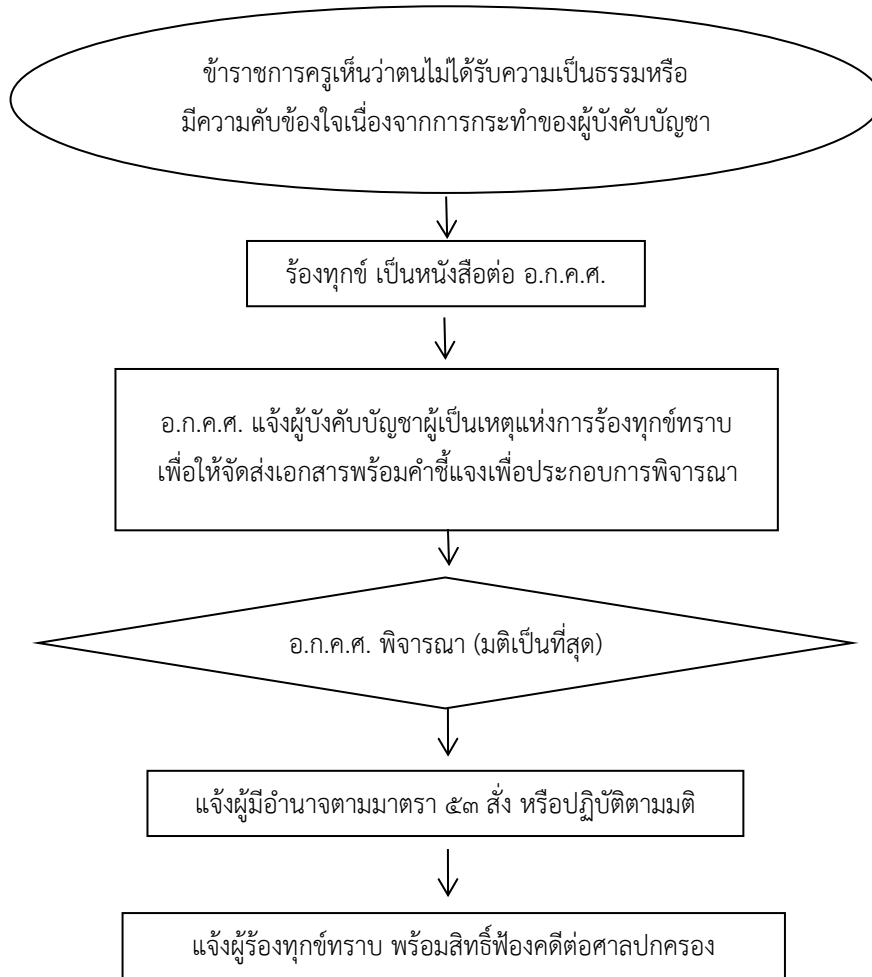 ข้าราชการครูเห็นว่าตนไม่ได้รับความเป็นธรรมหรือ
มีความคับข้องใจเนื่องจากการกระทำของผู้บังคับบัญชา
ร้องทุกข์ เป็นหนังสือต่อ อ.ก.ค.ศ.
อ.ก.ค.ศ. แจ้งผู้บังคับบัญชาผู้เป็นเหตุแห่งการร้องทุกข์ทราบ
เพื่อให้จัดส่งเอกสารพร้อมคำชี้แจงเพื่อประกอบการพิจารณา
อ.ก.ค.ศ. พิจารณา (มติเป็นที่สุด)
แจ้งผู้มีอำนาจตามมาตรา ๕๓ สั่ง หรือปฏิบัติตามมติ
แจ้งผู้ร้องทุกข์ทราบ พร้อมสิทธิ์ฟ้องคดีต่อศาลปกครอง